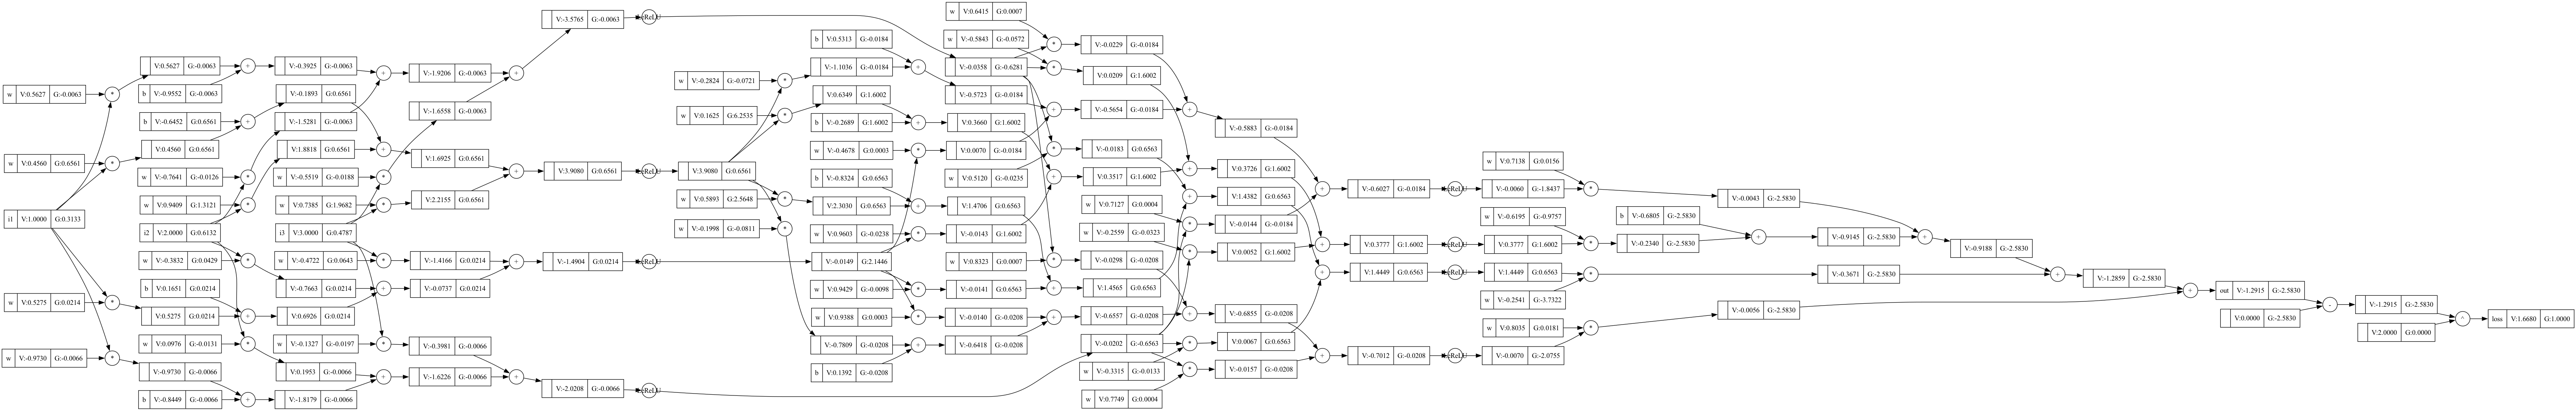 w V:0.5627 G:-0.0063
w V:0.4560 G:0.6561
i1 V:1.0000 G:0.3133
w V:0.5275 G:0.0214
w V:-0.9730 G:-0.0066
*
*
*
*
V:0.5627 G:-0.0063
b V:-0.9552 G:-0.0063
b V:-0.6452 G:0.6561
V:0.4560 G:0.6561
w V:-0.7641 G:-0.0126
w V:0.9409 G:1.3121
i2 V:2.0000 G:0.6132
w V:-0.3832 G:0.0429
b V:0.1651 G:0.0214
V:0.5275 G:0.0214
w V:0.0976 G:-0.0131
V:-0.9730 G:-0.0066
b V:-0.8449 G:-0.0066
+
+
*
*
*
+
*
+
V:-0.3925 G:-0.0063
V:-0.1893 G:0.6561
V:-1.5281 G:-0.0063
V:1.8818 G:0.6561
w V:-0.5519 G:-0.0188
w V:0.7385 G:1.9682
i3 V:3.0000 G:0.4787
w V:-0.4722 G:0.0643
V:-0.7663 G:0.0214
V:0.6926 G:0.0214
w V:-0.1327 G:-0.0197
V:0.1953 G:-0.0066
V:-1.8179 G:-0.0066
+
+
*
*
*
+
*
+
V:-1.9206 G:-0.0063
V:-1.6558 G:-0.0063
V:1.6925 G:0.6561
V:2.2155 G:0.6561
V:-1.4166 G:0.0214
V:-0.0737 G:0.0214
V:-0.3981 G:-0.0066
V:-1.6226 G:-0.0066
+
+
+
+
V:-3.5765 G:-0.0063
V:3.9080 G:0.6561
V:-1.4904 G:0.0214
V:-2.0208 G:-0.0066
w V:-0.2824 G:-0.0721
w V:0.1625 G:6.2535
V:3.9080 G:0.6561
w V:0.5893 G:2.5648
w V:-0.1998 G:-0.0811
*
*
*
*
b V:0.5313 G:-0.0184
V:-1.1036 G:-0.0184
V:0.6349 G:1.6002
b V:-0.2689 G:1.6002
w V:-0.4678 G:0.0003
b V:-0.8324 G:0.6563
V:2.3030 G:0.6563
w V:0.9603 G:-0.0238
V:-0.0149 G:2.1446
w V:0.9429 G:-0.0098
w V:0.9388 G:0.0003
V:-0.7809 G:-0.0208
b V:0.1392 G:-0.0208
+
+
*
+
*
*
*
+
w V:0.6415 G:0.0007
w V:-0.5843 G:-0.0572
V:-0.0358 G:-0.6281
V:-0.5723 G:-0.0184
V:0.3660 G:1.6002
V:0.0070 G:-0.0184
w V:0.5120 G:-0.0235
V:1.4706 G:0.6563
V:-0.0143 G:1.6002
w V:0.8323 G:0.0007
V:-0.0141 G:0.6563
V:-0.0140 G:-0.0208
V:-0.6418 G:-0.0208
*
*
+
*
+
*
+
+
V:-0.0229 G:-0.0184
V:0.0209 G:1.6002
V:-0.5654 G:-0.0184
V:-0.0183 G:0.6563
V:0.3517 G:1.6002
w V:0.7127 G:0.0004
w V:-0.2559 G:-0.0323
V:-0.0298 G:-0.0208
V:1.4565 G:0.6563
V:-0.6557 G:-0.0208
V:-0.0202 G:-0.6563
w V:-0.3315 G:-0.0133
w V:0.7749 G:0.0004
+
+
+
*
*
+
*
*
V:-0.5883 G:-0.0184
V:0.3726 G:1.6002
V:1.4382 G:0.6563
V:-0.0144 G:-0.0184
V:0.0052 G:1.6002
V:-0.6855 G:-0.0208
V:0.0067 G:0.6563
V:-0.0157 G:-0.0208
+
+
+
+
V:-0.6027 G:-0.0184
V:0.3777 G:1.6002
V:1.4449 G:0.6563
V:-0.7012 G:-0.0208
w V:0.7138 G:0.0156
V:-0.0060 G:-1.8437
w V:-0.6195 G:-0.9757
V:0.3777 G:1.6002
V:1.4449 G:0.6563
w V:-0.2541 G:-3.7322
w V:0.8035 G:0.0181
V:-0.0070 G:-2.0755
*
*
*
*
b V:-0.6805 G:-2.5830
V:-0.2340 G:-2.5830
+
V:-0.0043 G:-2.5830
V:-0.9145 G:-2.5830
V:-0.3671 G:-2.5830
V:-0.0056 G:-2.5830
+
V:-0.9188 G:-2.5830
+
V:-1.2859 G:-2.5830
+
out V:-1.2915 G:-2.5830
V:0.0000 G:-2.5830
-
V:-1.2915 G:-2.5830
V:2.0000 G:0.0000
^
loss V:1.6680 G:1.0000